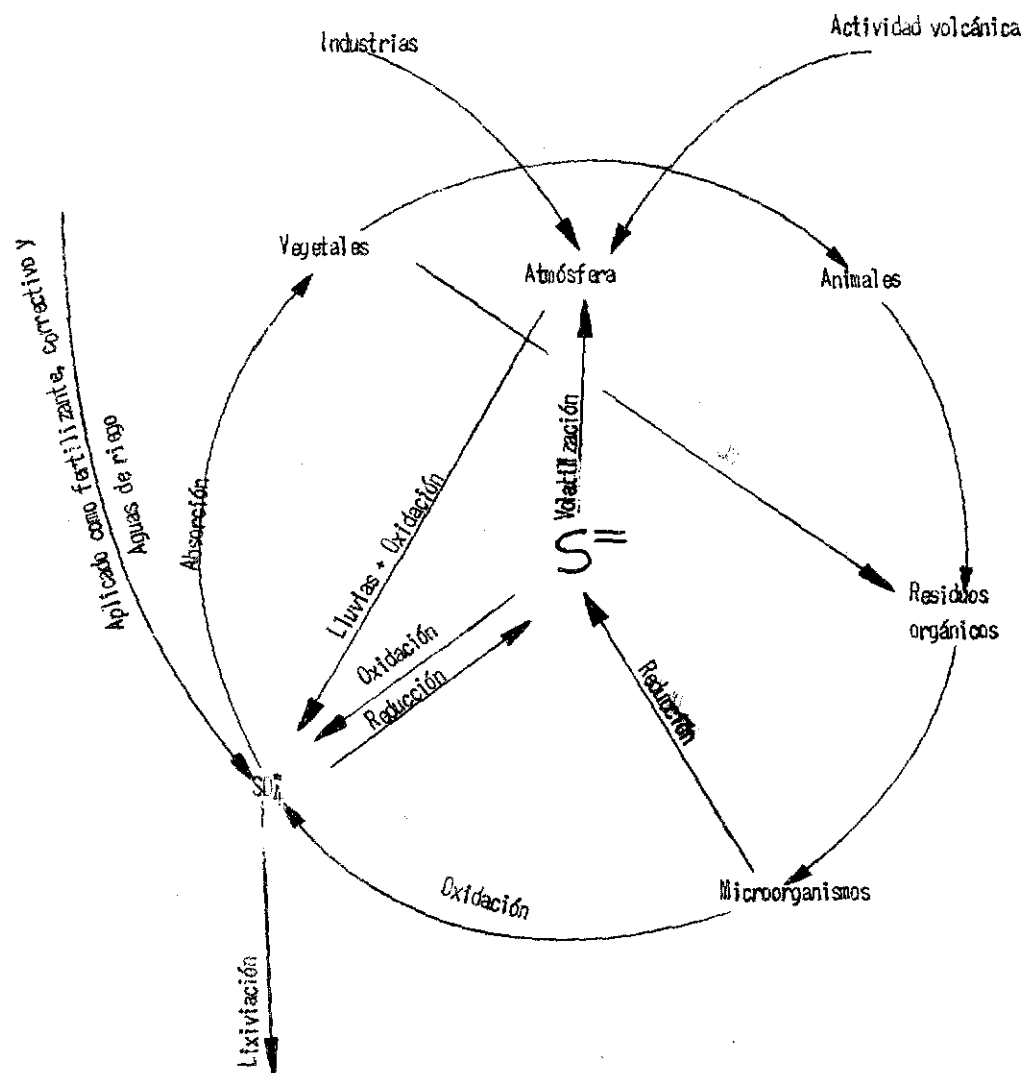 Industrias
Actividad volcánica
Vegetales
Atmósfera
Animales
Aplicado como fertilizante, correctivo y
Aguas de riego
Absorción
Lluvias + Oxidación
Volatilización
S=
Residuos
orgánicos
Oxidación
Reducción
Reducción
SO4=
Microorganismos
Oxidación
Lixiviación